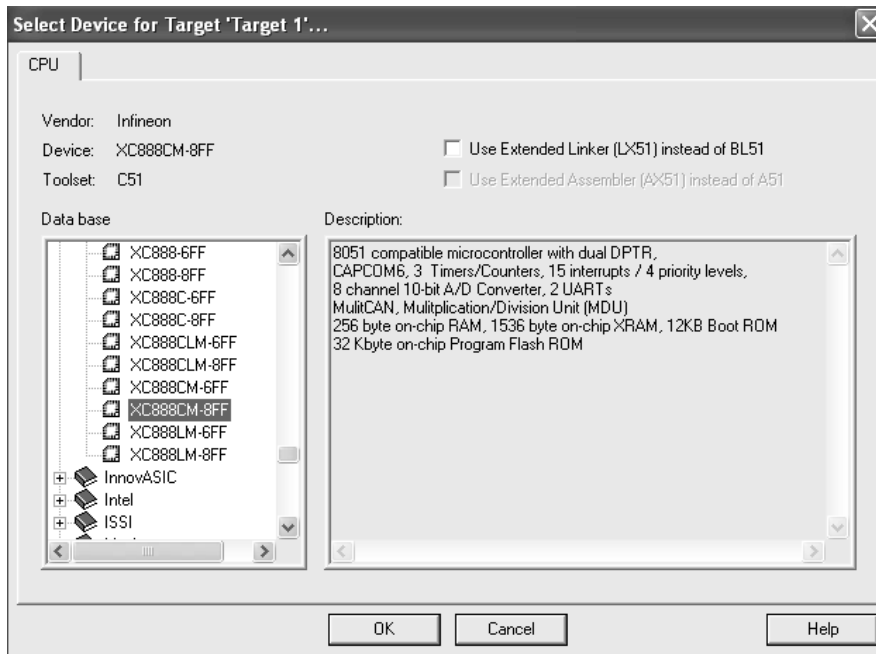 Select Device for Target 'Target 1'...
CPU
Vendor: Infineon
Device: XC888CM-8FF
Toolset: C51
Use Extended Linker (LX51) instead of BL51
Use Extended Assembler (AX51) instead of A51
Data base
Description:
XC888-6FF
XC888-8FF
XC888C-6FF
XC888C-8FF
XC888CLM-6FF
XC888CLM-8FF
XC888CM-6FF
XC888CM-8FF
XC888LM-6FF
XC888LM-8FF
InnovASIC
Intel
ISSI
8051 compatible microcontroller with dual DPTR,
CAPCOM6, 3 Timers/Counters, 15 interrupts / 4 priority levels,
8 channel 10-bit A/D Converter, 2 UARTs
MulitCAN, Mulitplication/Division Unit (MDU)
256 byte on-chip RAM, 1536 byte on-chip XRAM, 12KB Boot ROM
32 Kbyte on-chip Program Flash ROM
OK
Cancel
Help